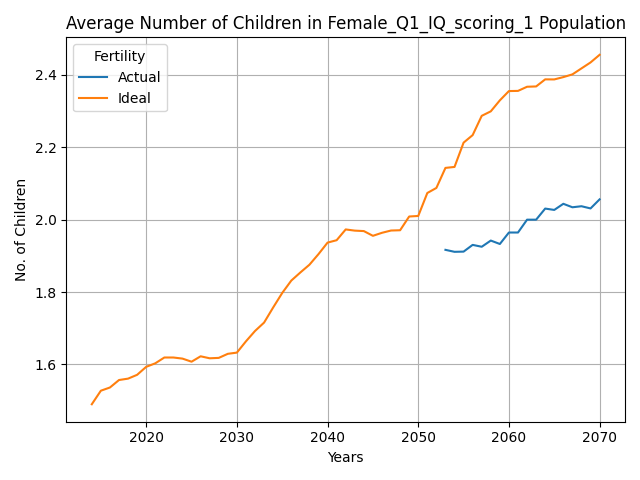 Average Number of Children in Female_Q1_IQ_scoring_1 Population
Fertility
Actual
Ideal
No. of Children
2.4
2.2
2.0
1.8
1.6
2020 2030 2040 2050 2060 2070
Years